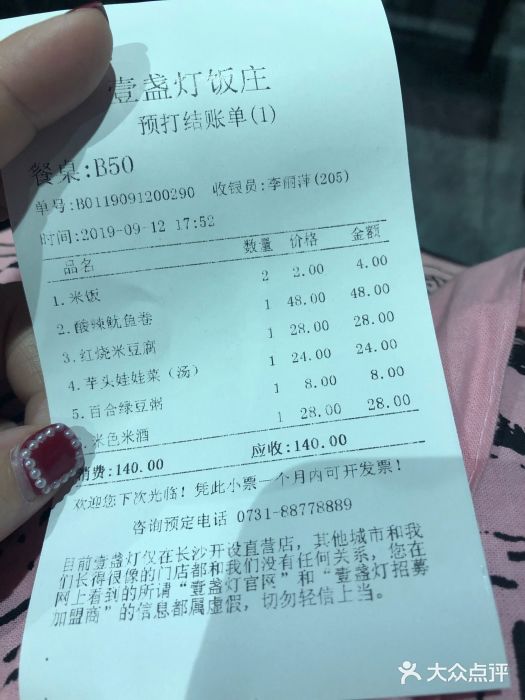 壹盏灯饭庄
预打结账单(1)
餐桌:B50
单号:B0119091200290 收银员:李丽萍(205)
时间:2019-09-12 17:52
品名 数量 价格 金额
1.米饭 2 2.00 4.00
2.酸辣鱿鱼卷 1 48.00 48.00
3.红烧米豆腐 1 28.00 28.00
4.芋头娃娃菜（汤） 1 24.00 24.00
5.百合绿豆粥 1 8.00 8.00
米色米酒 1 28.00 28.00
消费:140.00 应收:140.00
欢迎您下次光临！凭此小票一个月内可开发票！
咨询预定电话 0731-88778889
目前壹盏灯仅在长沙开设直营店，其他城市和我
们长得很像的门店都和我们没有任何关系，您在
网上看到的所谓“壹盏灯官网”和“壹盏灯招募
加盟商”的信息都属虚假，切勿轻信上当。
大众点评